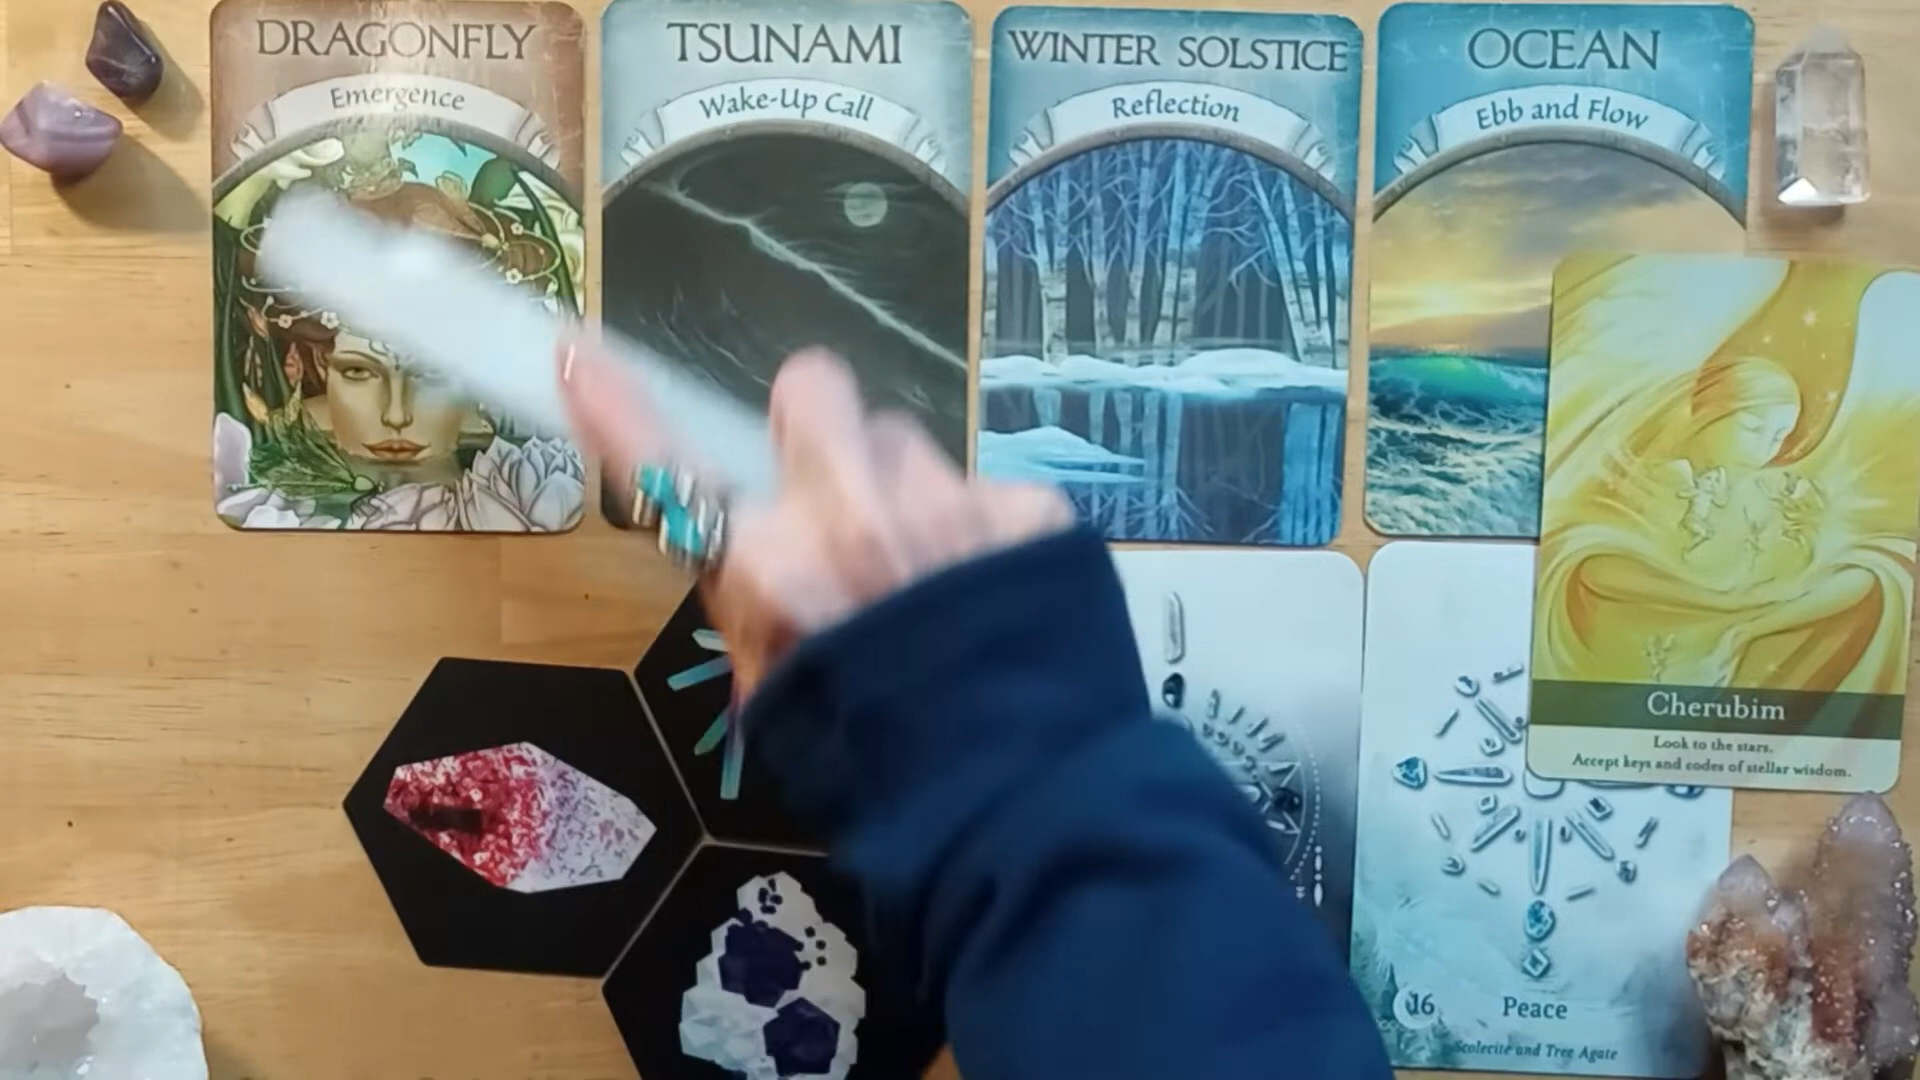 DRAGONFLY
Emergence
TSUNAMI
Wake-Up Call
WINTER SOLSTICE
Reflection
OCEAN
Ebb and Flow
Cherubim
Look to the stars.
Accept keys and codes of stellar wisdom.
16 Peace
Scolecite and Tree Agate